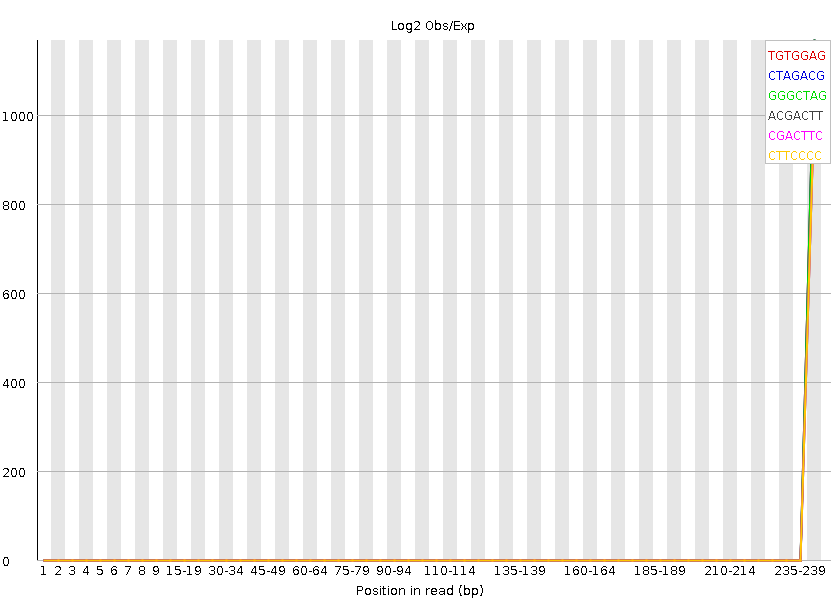 Log2 Obs/Exp
TGTGGAG
CTAGACG
GGGCTAG
ACGACTT
CGACTTC
CTTCCCC
1000
800
600
400
200
0
1 2 3 4 5 6 7 8 9 15-19 30-34 45-49 60-64 75-79 90-94 110-114 135-139 160-164 185-189 210-214 235-239
Position in read (bp)